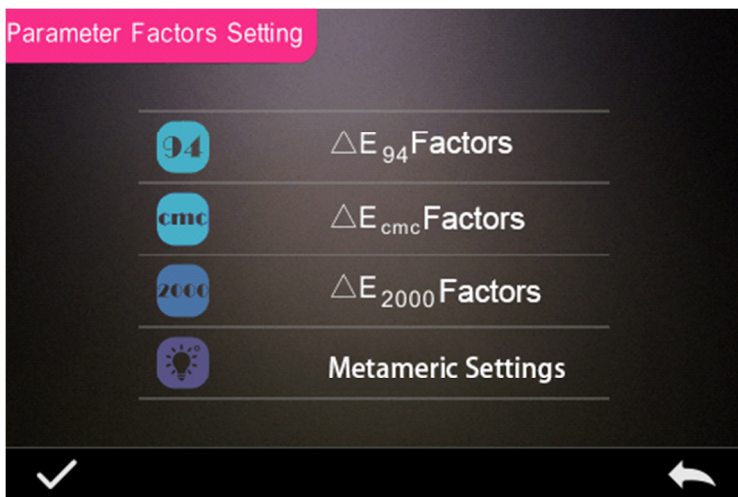 Parameter Factors Setting
94 △E94Factors
cmc △EcmcFactors
2000 △E2000Factors
Metameric Settings